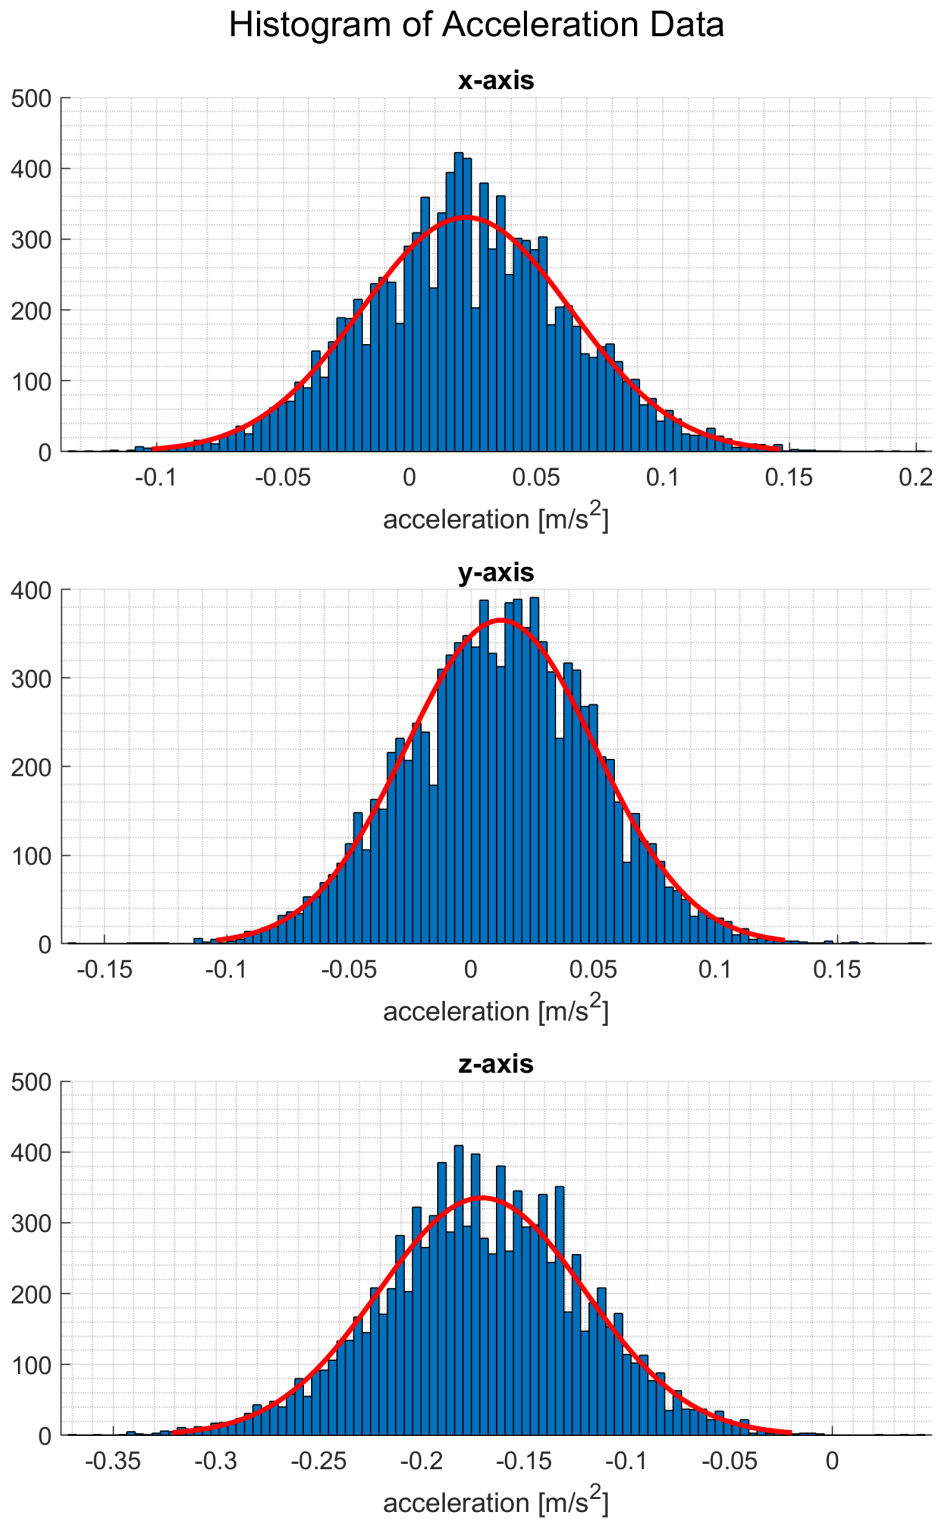 Histogram of Acceleration Data
x-axis
500
400
300
200
100
0
-0.1 -0.05 0 0.05 0.1 0.15 0.2
acceleration [m/s²]
y-axis
400
300
200
100
0
-0.15 -0.1 -0.05 0 0.05 0.1 0.15
acceleration [m/s²]
z-axis
500
400
300
200
100
0
-0.35 -0.3 -0.25 -0.2 -0.15 -0.1 -0.05 0
acceleration [m/s²]